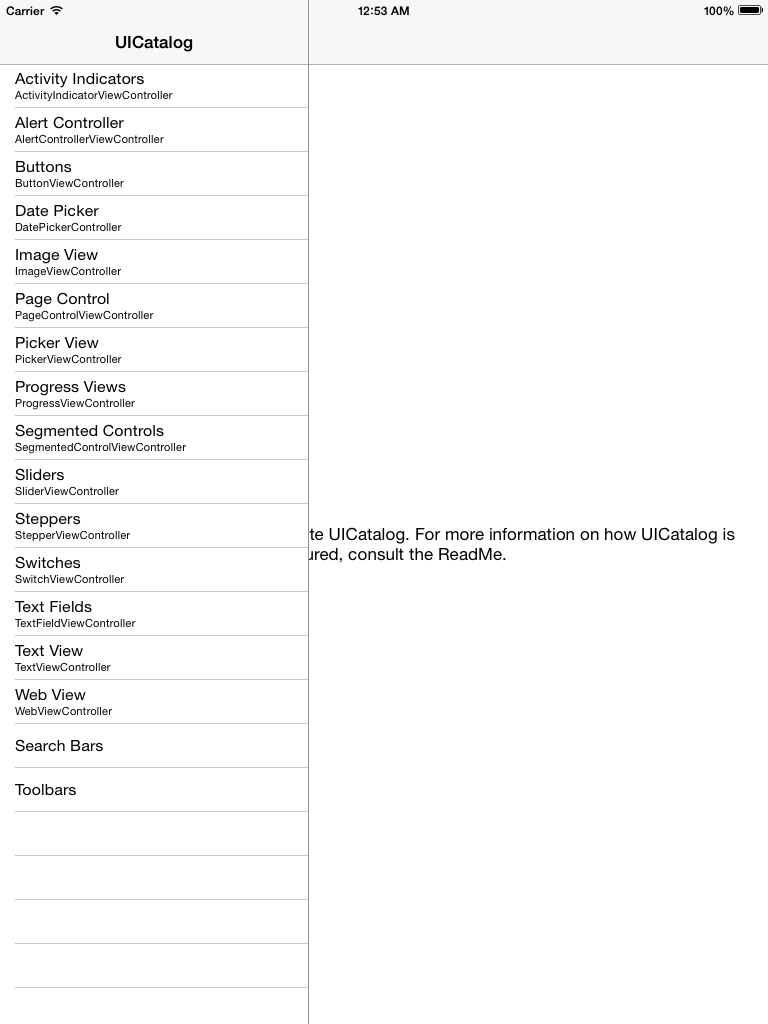 Carrier 12:53 AM 100%
UICatalog
Activity Indicators
ActivityIndicatorViewController
Alert Controller
AlertControllerViewController
Buttons
ButtonViewController
Date Picker
DatePickerController
Image View
ImageViewController
Page Control
PageControlViewController
Picker View
PickerViewController
Progress Views
ProgressViewController
Segmented Controls
SegmentedControlViewController
Sliders
SliderViewController
Steppers
StepperViewController
Switches
SwitchViewController
Text Fields
TextFieldViewController
Text View
TextViewController
Web View
WebViewController
Search Bars
Toolbars
te UICatalog. For more information on how UICatalog is
ured, consult the ReadMe.